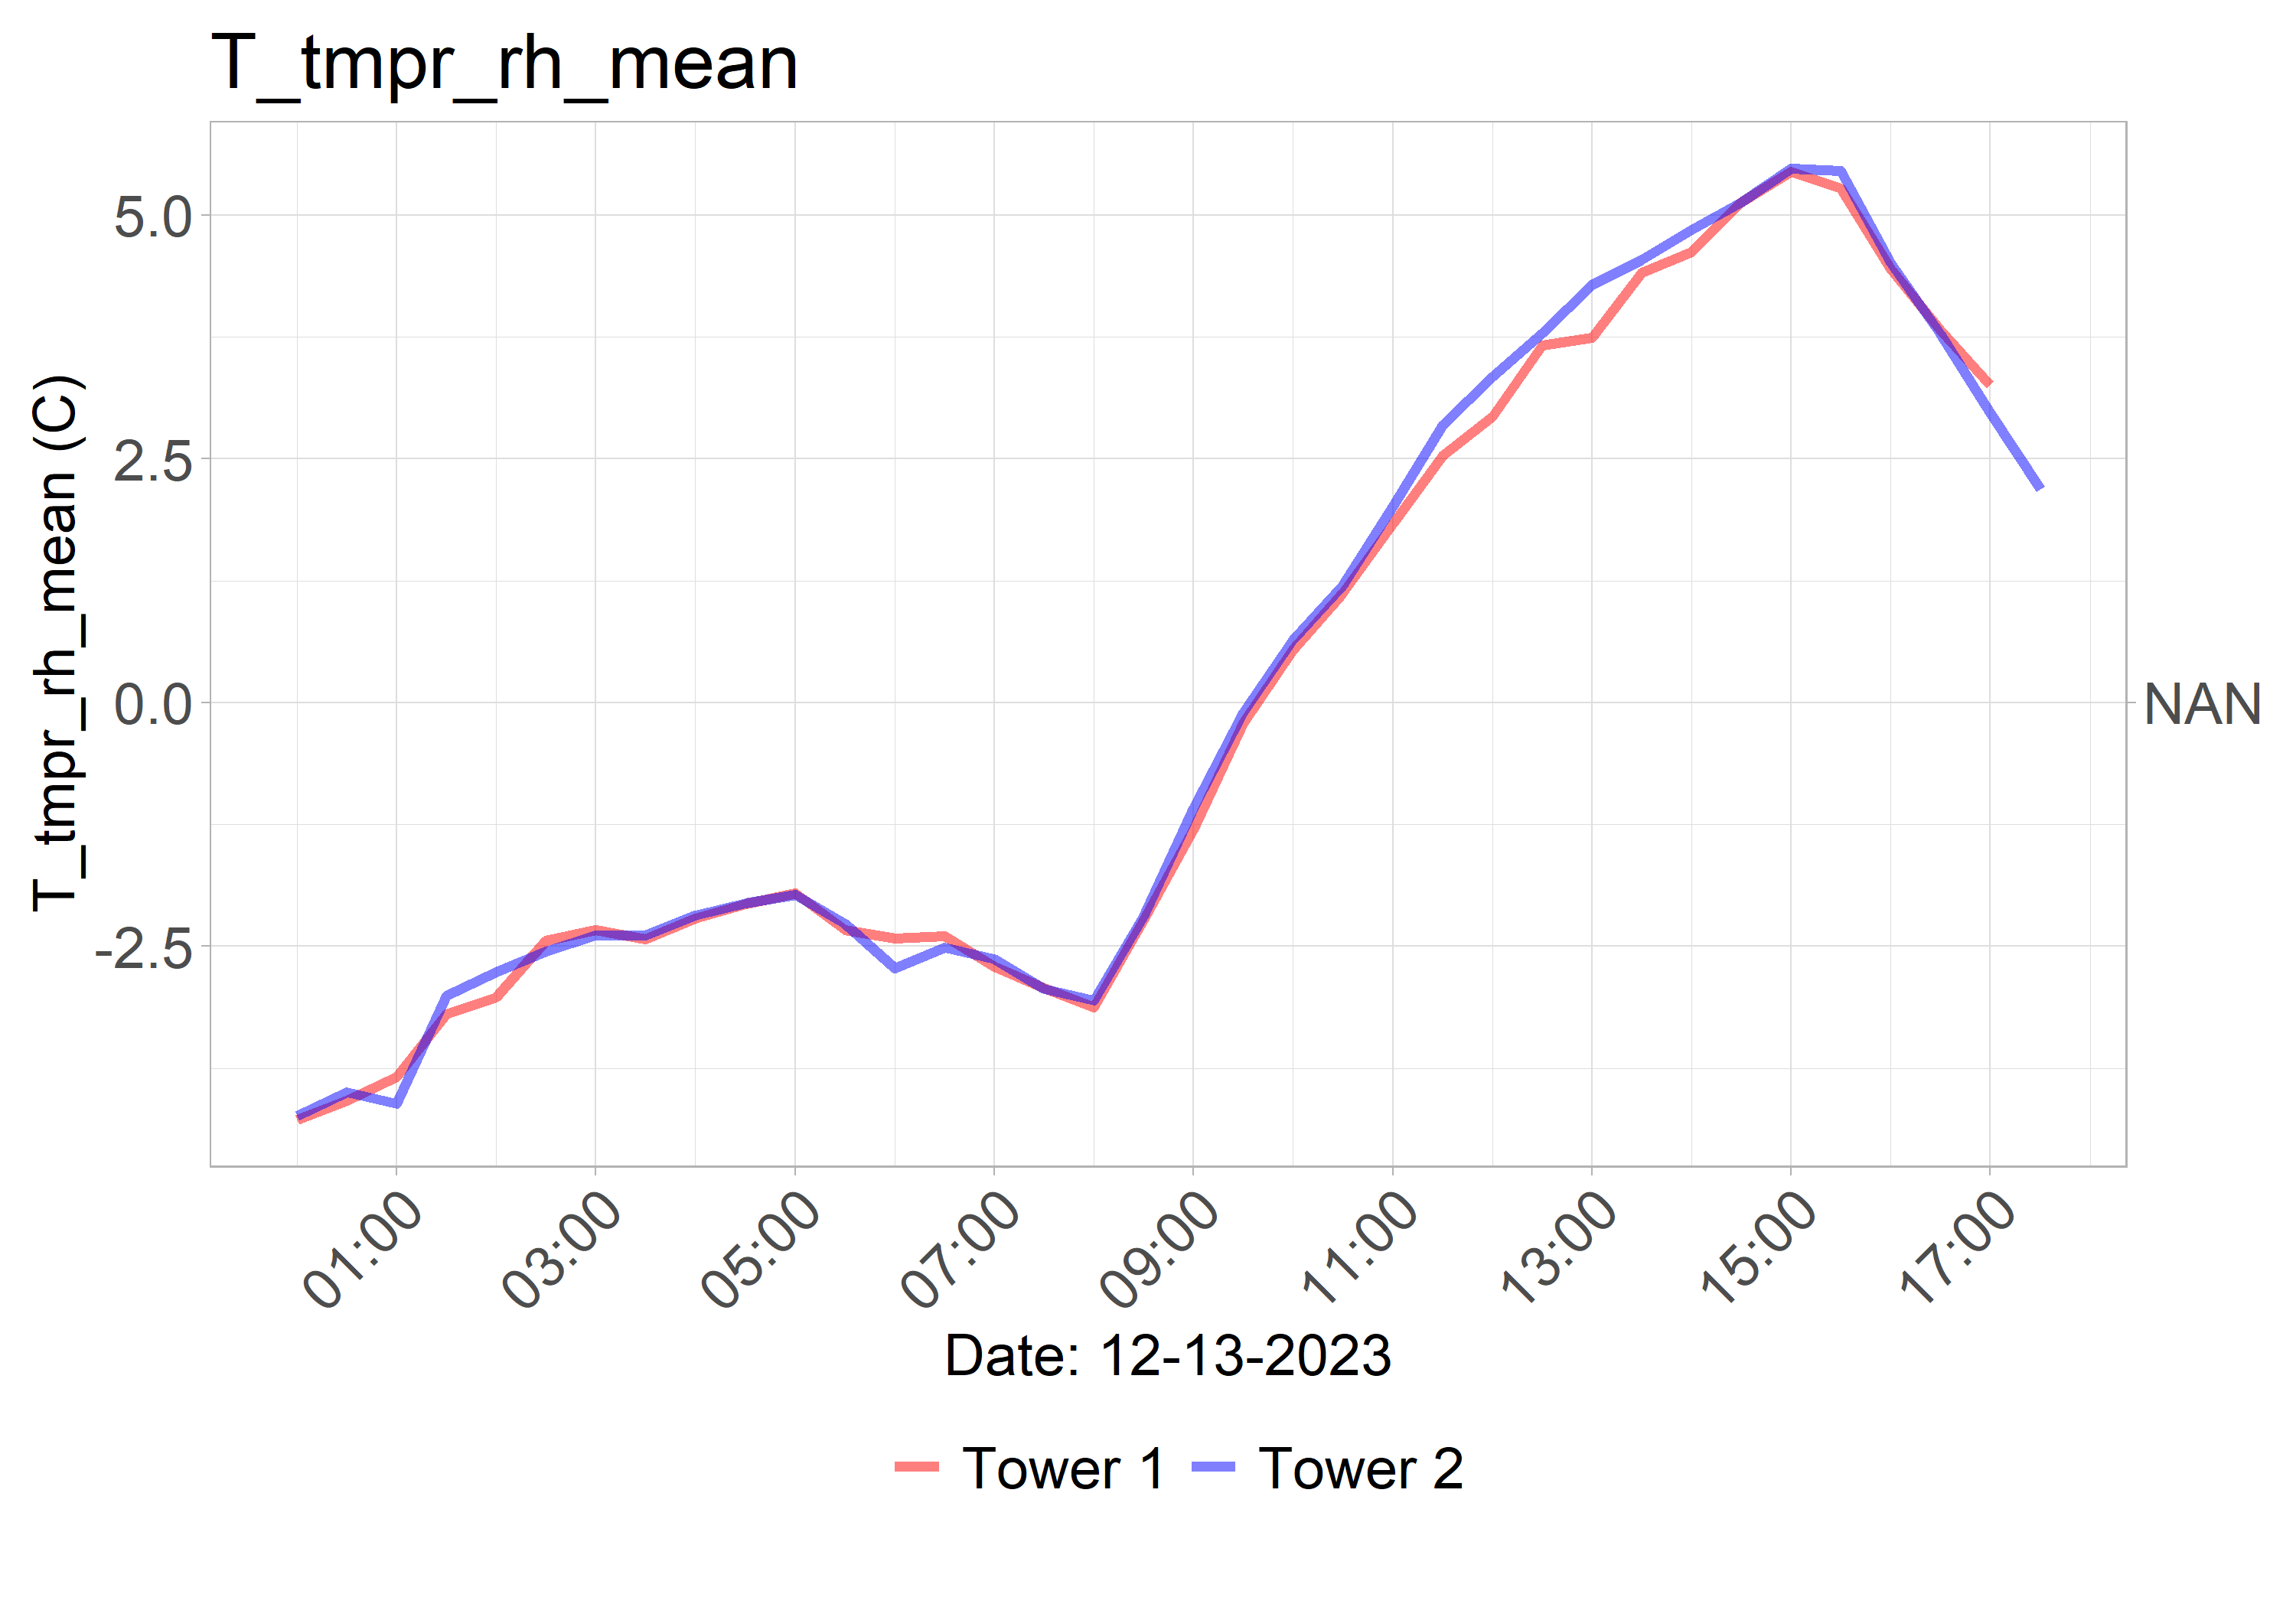 T_tmpr_rh_mean
T_tmpr_rh_mean (C)
5.0
2.5
0.0
-2.5
NAN
01:00
03:00
05:00
07:00
09:00
11:00
13:00
15:00
17:00
Date: 12-13-2023
Tower 1
Tower 2